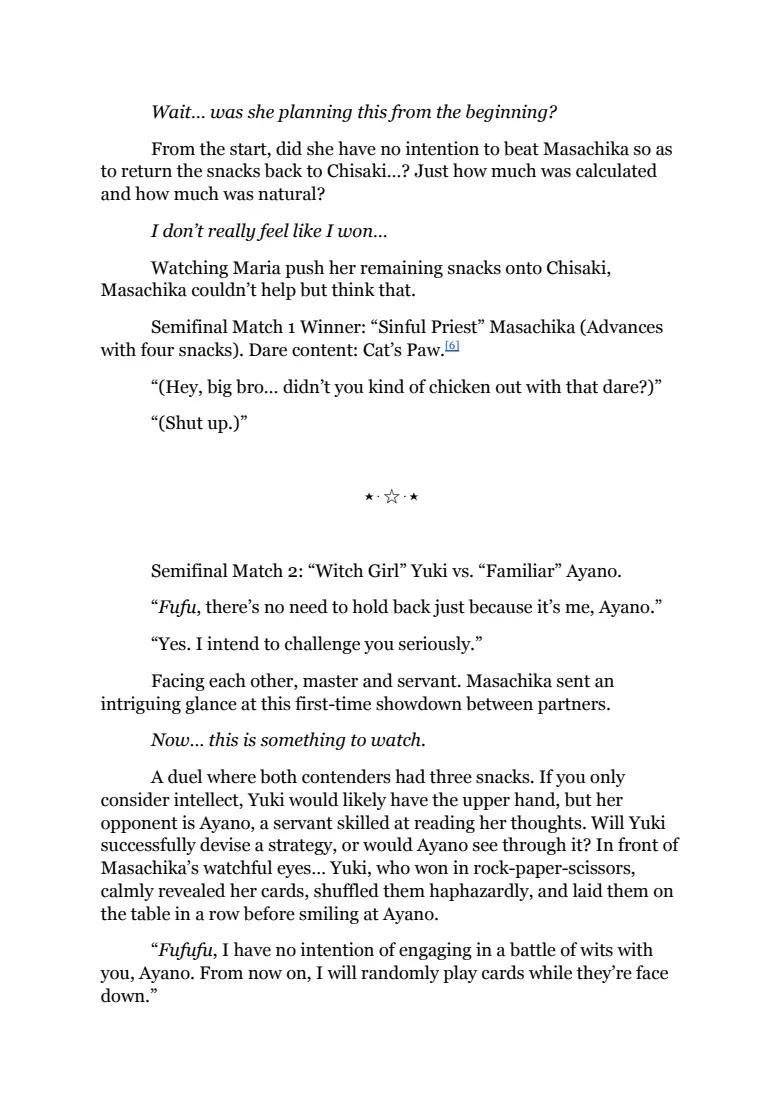 Wait... was she planning this from the beginning?
From the start, did she have no intention to beat Masachika so as
to return the snacks back to Chisaki...? Just how much was calculated
and how much was natural?
I don’t really feel like I won...
Watching Maria push her remaining snacks onto Chisaki,
Masachika couldn’t help but think that.
Semifinal Match 1 Winner: “Sinful Priest” Masachika (Advances
with four snacks). Dare content: Cat’s Paw.[6]
“(Hey, big bro... didn’t you kind of chicken out with that dare?)”
“(Shut up.)”
⋆·☆·⋆
Semifinal Match 2: “Witch Girl” Yuki vs. “Familiar” Ayano.
“Fufu, there’s no need to hold back just because it’s me, Ayano.”
“Yes. I intend to challenge you seriously.”
Facing each other, master and servant. Masachika sent an
intriguing glance at this first-time showdown between partners.
Now... this is something to watch.
A duel where both contenders had three snacks. If you only
consider intellect, Yuki would likely have the upper hand, but her
opponent is Ayano, a servant skilled at reading her thoughts. Will Yuki
successfully devise a strategy, or would Ayano see through it? In front of
Masachika’s watchful eyes... Yuki, who won in rock-paper-scissors,
calmly revealed her cards, shuffled them haphazardly, and laid them on
the table in a row before smiling at Ayano.
“Fufufu, I have no intention of engaging in a battle of wits with
you, Ayano. From now on, I will randomly play cards while they’re face
down.”